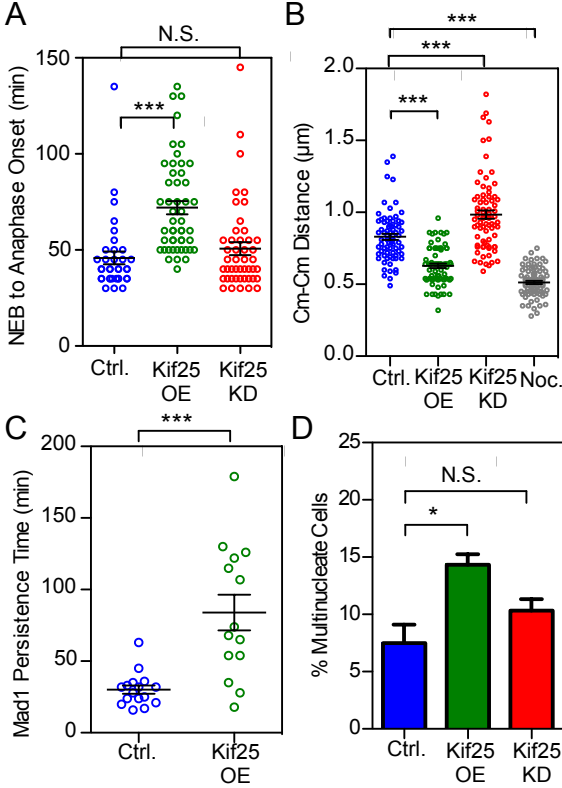 A
N.S.
***
NEB to Anaphase Onset (min)
150
100
50
0
Ctrl.
Kif25
OE
Kif25
KD
B
***
***
***
Cm-Cm Distance (μm)
2.0
1.5
1.0
0.5
0.0
Ctrl.
Kif25
OE
Kif25
KD
Noc.
C
***
Mad1 Persistence Time (min)
200
150
100
50
0
Ctrl.
Kif25
OE
D
N.S.
*
% Multinucleate Cells
25
20
15
10
5
0
Ctrl.
Kif25
OE
Kif25
KD